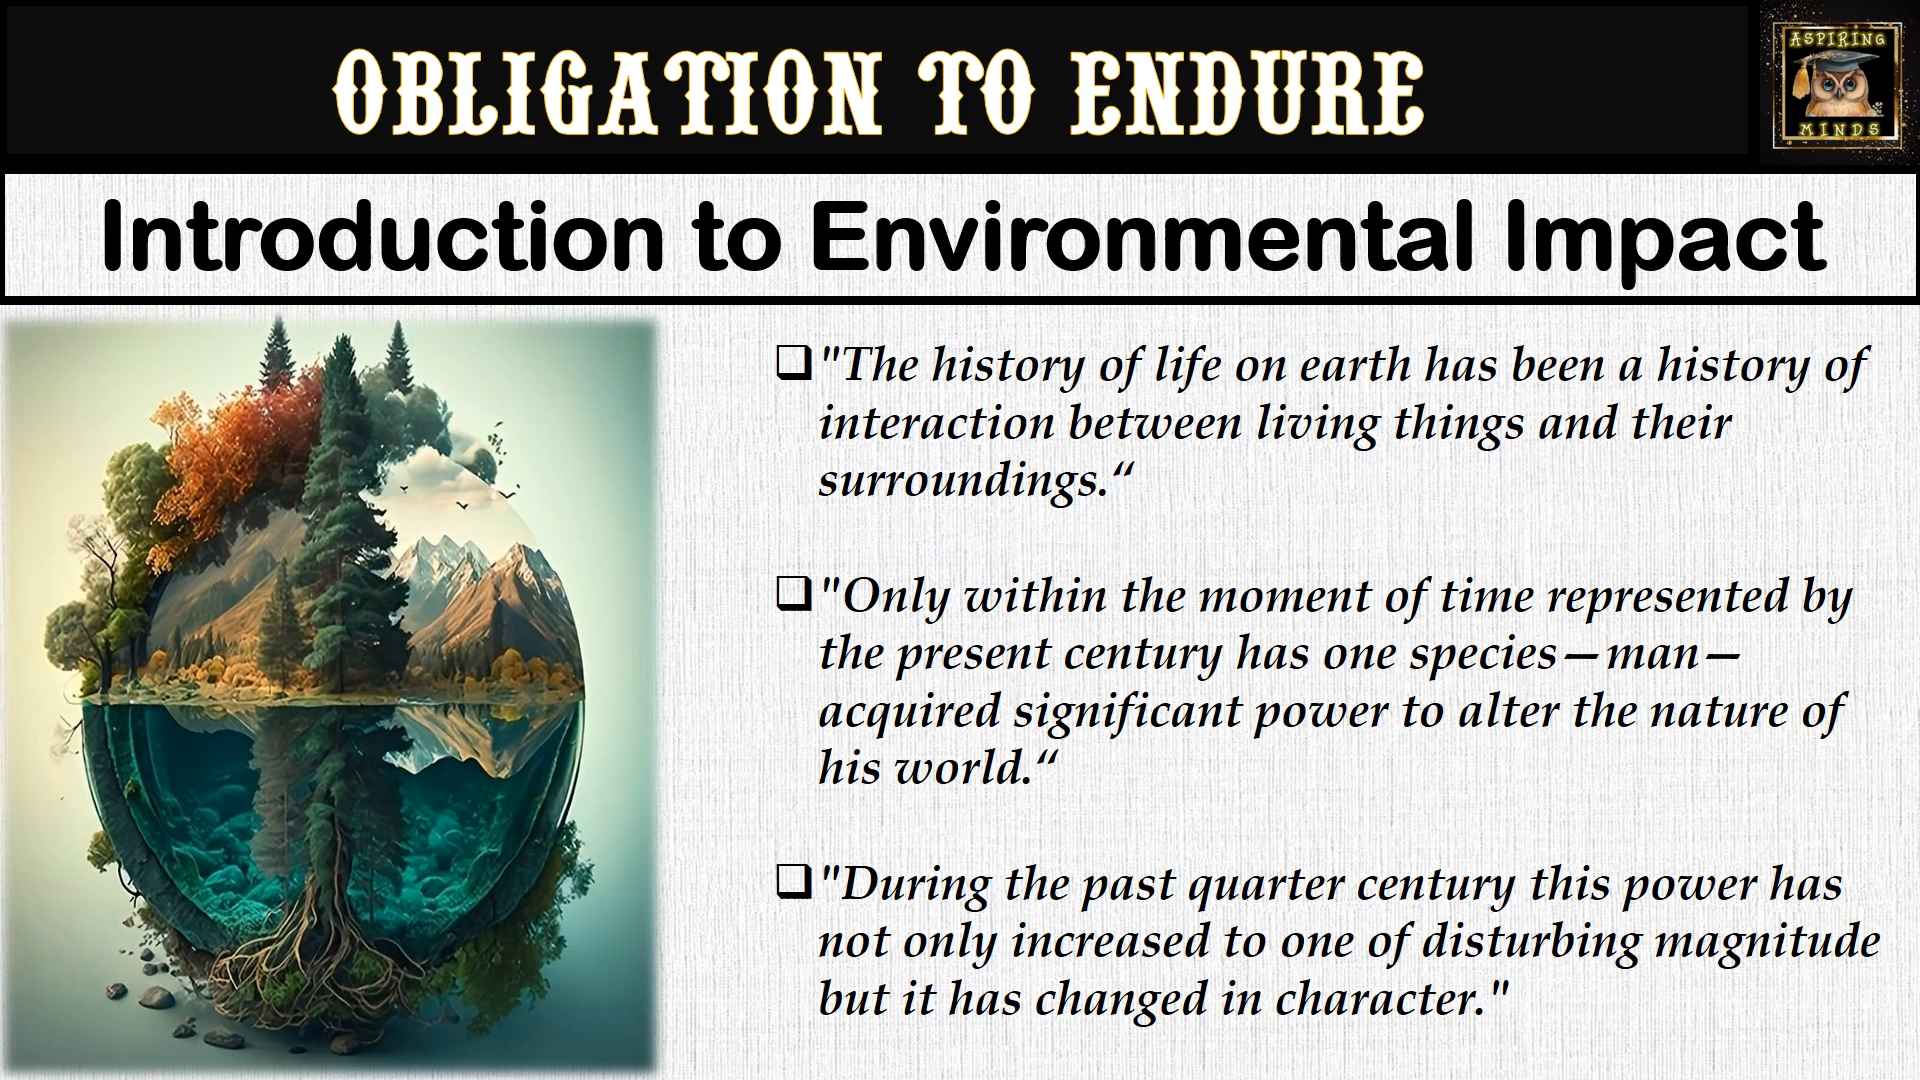 OBLIGATION TO ENDURE
ASPIRING
MINDS
Introduction to Environmental Impact
❑"The history of life on earth has been a history of
interaction between living things and their
surroundings.“
❑"Only within the moment of time represented by
the present century has one species—man—
acquired significant power to alter the nature of
his world.“
❑"During the past quarter century this power has
not only increased to one of disturbing magnitude
but it has changed in character."